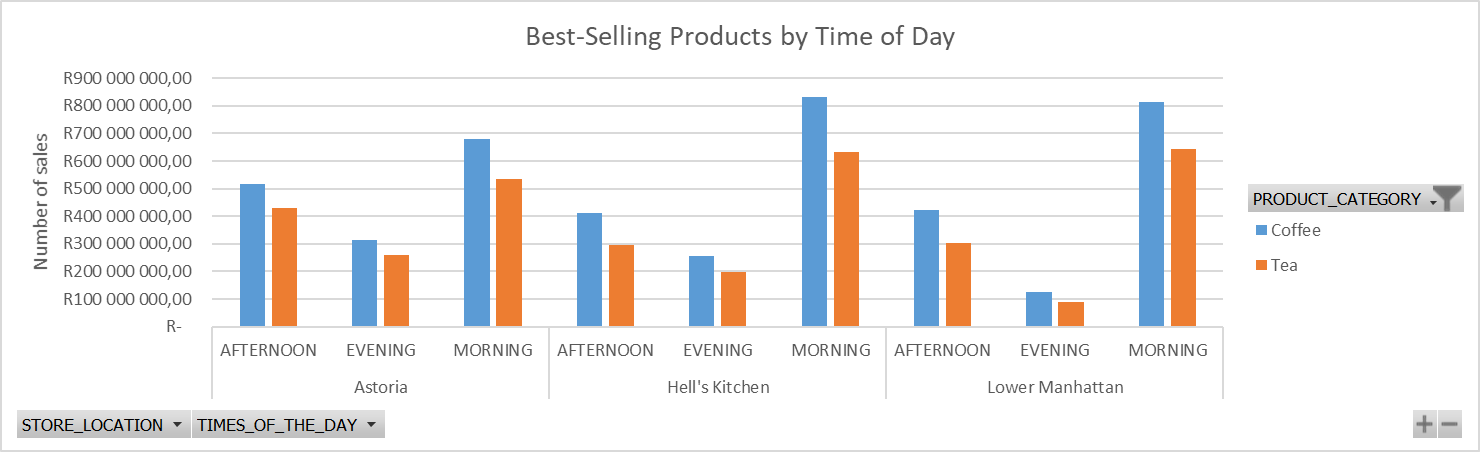 Best-Selling Products by Time of Day
Number of sales
R900 000 000,00
R800 000 000,00
R700 000 000,00
R600 000 000,00
R500 000 000,00
R400 000 000,00
R300 000 000,00
R200 000 000,00
R100 000 000,00
R-
AFTERNOON EVENING MORNING AFTERNOON EVENING MORNING AFTERNOON EVENING MORNING
Astoria Hell's Kitchen Lower Manhattan
PRODUCT_CATEGORY
Coffee
Tea
STORE_LOCATION TIMES_OF_THE_DAY